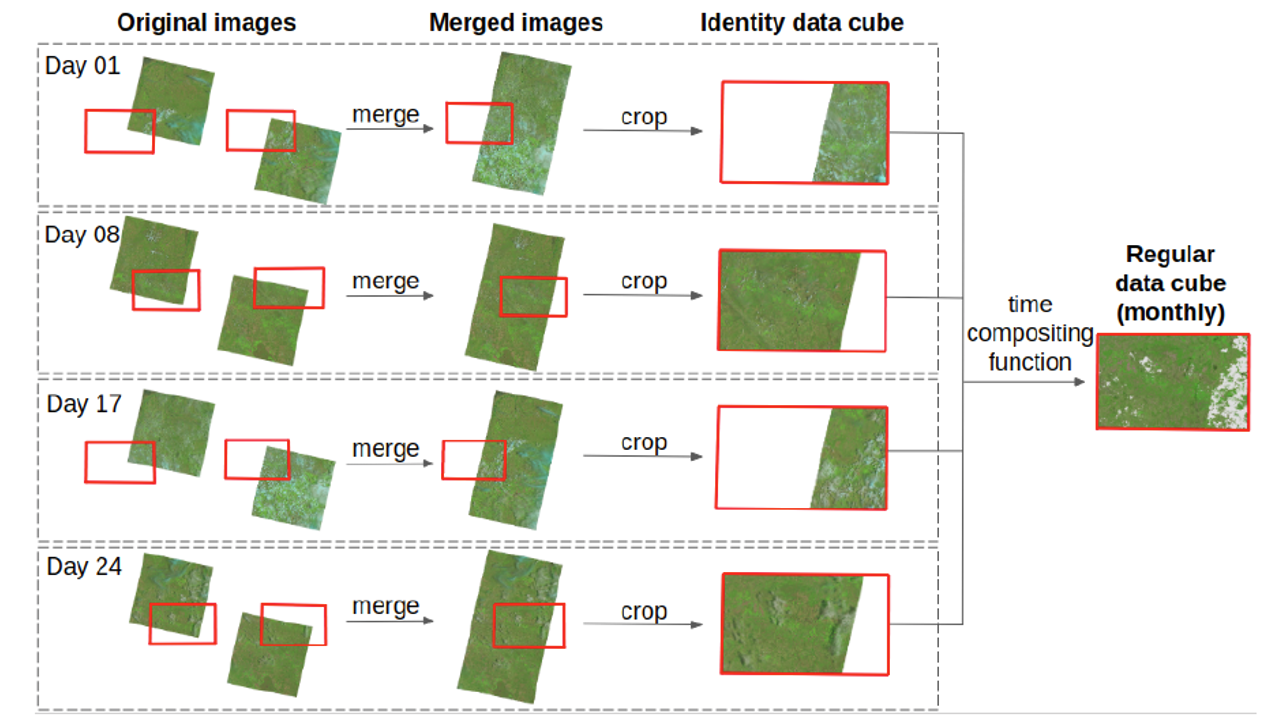 Original images
Merged images
Identity data cube
Day 01
merge
crop
Day 08
merge
crop
Day 17
merge
crop
Day 24
merge
crop
time
compositing
function
Regular
data cube
(monthly)